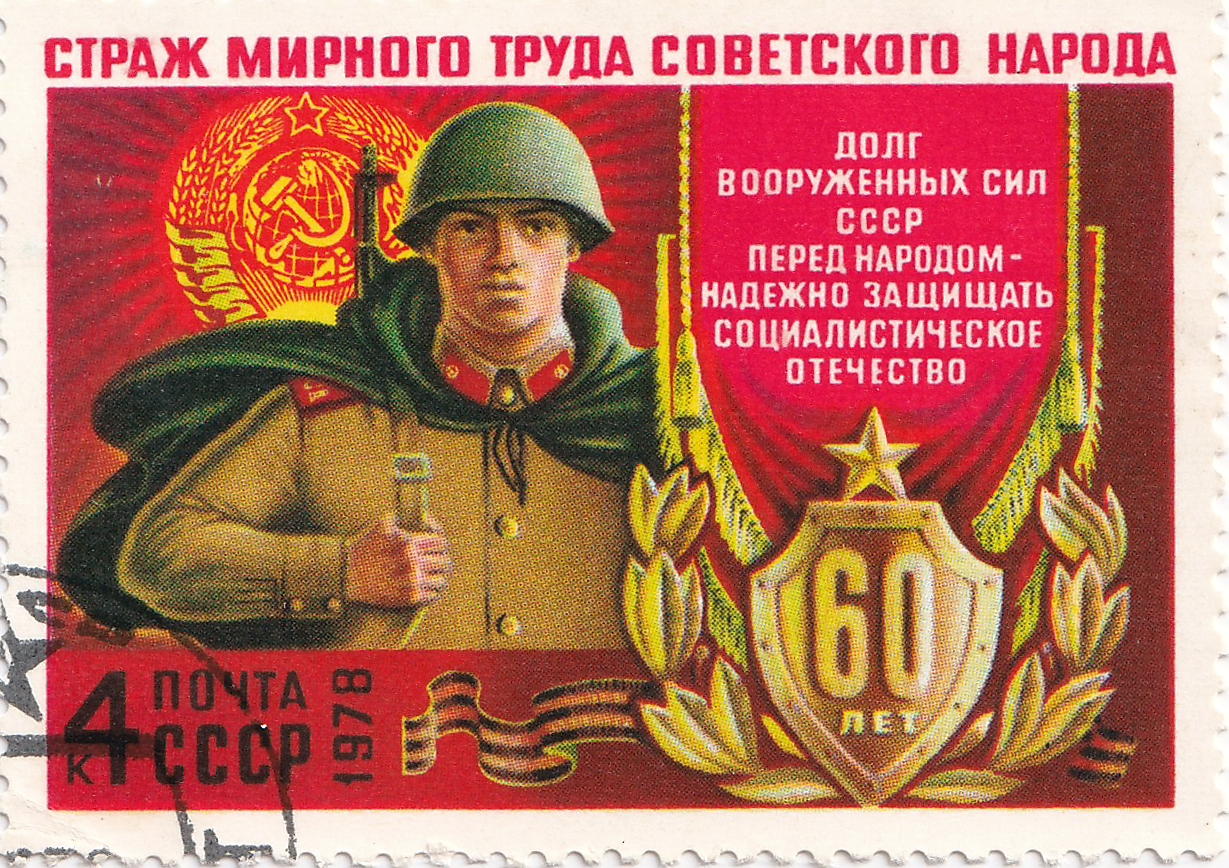 СТРАЖ МИРНОГО ТРУДА СОВЕТСКОГО НАРОДА
ДОЛГ
ВООРУЖЕННЫХ СИЛ
СССР
ПЕРЕД НАРОДОМ-
НАДЕЖНО ЗАЩИЩАТЬ
СОЦИАЛИСТИЧЕСКОЕ
ОТЕЧЕСТВО
60
ЛЕТ
4 к
ПОЧТА
СССР
1978